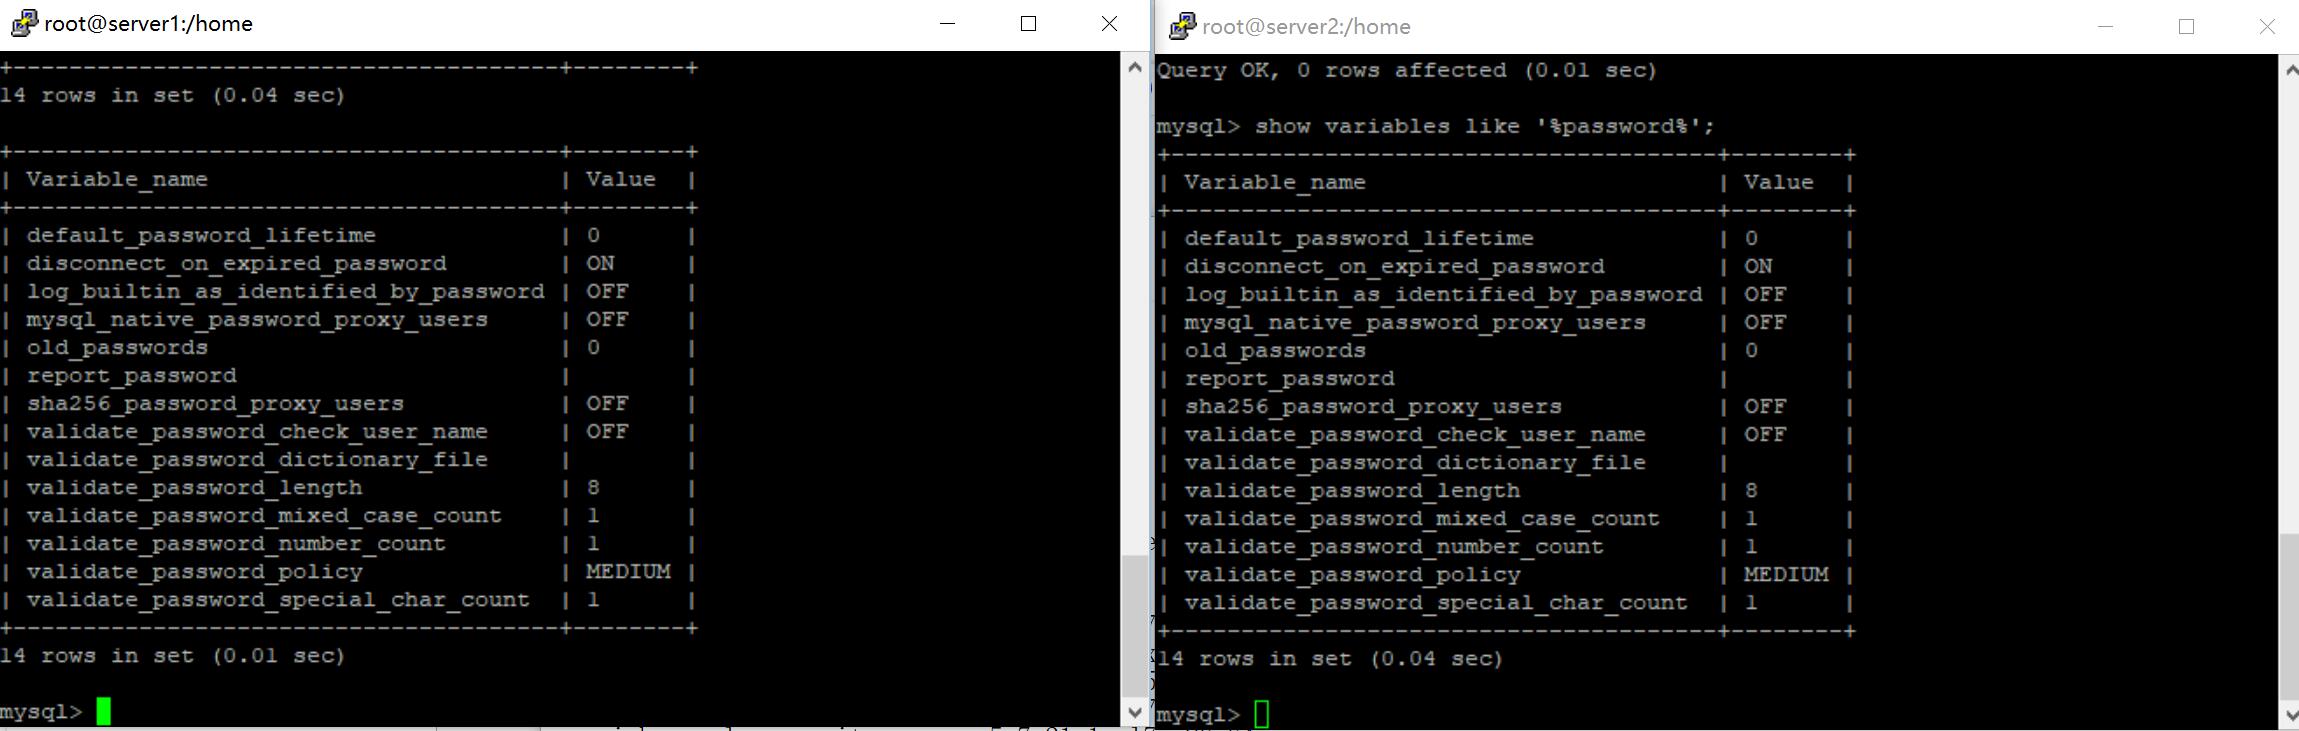 root@server1:/home
+---------------------------------------+--------+
14 rows in set (0.04 sec)
+---------------------------------------+--------+
| Variable_name | Value |
+---------------------------------------+--------+
| default_password_lifetime | 0 |
| disconnect_on_expired_password | ON |
| log_builtin_as_identified_by_password | OFF |
| mysql_native_password_proxy_users | OFF |
| old_passwords | 0 |
| report_password | |
| sha256_password_proxy_users | OFF |
| validate_password_check_user_name | OFF |
| validate_password_dictionary_file | |
| validate_password_length | 8 |
| validate_password_mixed_case_count | 1 |
| validate_password_number_count | 1 |
| validate_password_policy | MEDIUM |
| validate_password_special_char_count | 1 |
+---------------------------------------+--------+
14 rows in set (0.01 sec)
mysql>
root@server2:/home
Query OK, 0 rows affected (0.01 sec)
mysql> show variables like '%password%';
+---------------------------------------+--------+
| Variable_name | Value |
+---------------------------------------+--------+
| default_password_lifetime | 0 |
| disconnect_on_expired_password | ON |
| log_builtin_as_identified_by_password | OFF |
| mysql_native_password_proxy_users | OFF |
| old_passwords | 0 |
| report_password | |
| sha256_password_proxy_users | OFF |
| validate_password_check_user_name | OFF |
| validate_password_dictionary_file | |
| validate_password_length | 8 |
| validate_password_mixed_case_count | 1 |
| validate_password_number_count | 1 |
| validate_password_policy | MEDIUM |
| validate_password_special_char_count | 1 |
+---------------------------------------+--------+
14 rows in set (0.04 sec)
mysql>